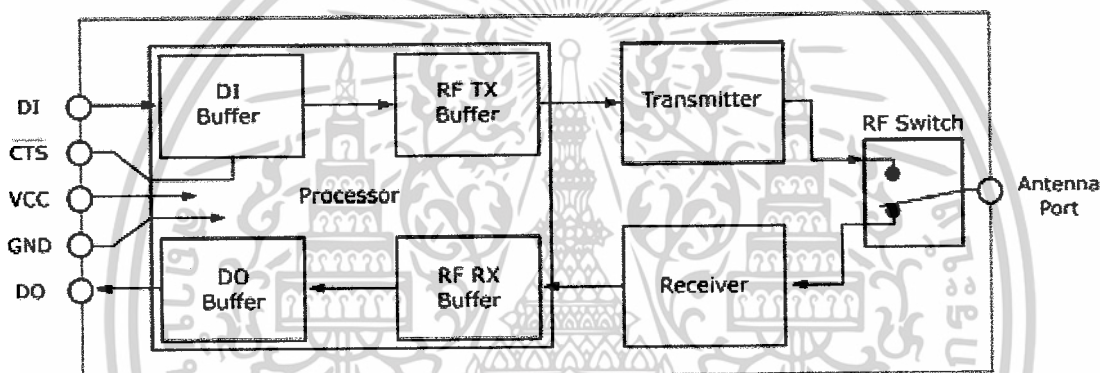 DI
CTS
VCC
GND
DO
DI
Buffer
RF TX
Buffer
Processor
DO
Buffer
RF RX
Buffer
Transmitter
Receiver
RF Switch
Antenna
Port